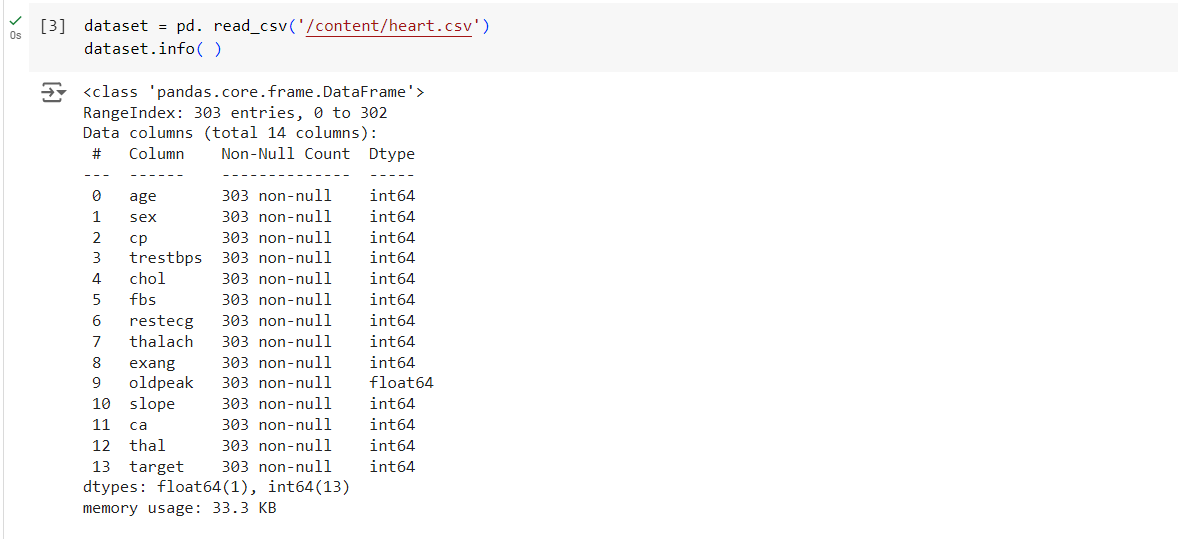 [3] dataset = pd. read_csv('/content/heart.csv')
0s
dataset.info( )
<class 'pandas.core.frame.DataFrame'>
RangeIndex: 303 entries, 0 to 302
Data columns (total 14 columns):
 #   Column    Non-Null Count  Dtype
---  ------    --------------  -----
 0   age       303 non-null    int64
 1   sex       303 non-null    int64
 2   cp        303 non-null    int64
 3   trestbps  303 non-null    int64
 4   chol      303 non-null    int64
 5   fbs       303 non-null    int64
 6   restecg   303 non-null    int64
 7   thalach   303 non-null    int64
 8   exang     303 non-null    int64
 9   oldpeak   303 non-null    float64
 10  slope     303 non-null    int64
 11  ca        303 non-null    int64
 12  thal      303 non-null    int64
 13  target    303 non-null    int64
dtypes: float64(1), int64(13)
memory usage: 33.3 KB